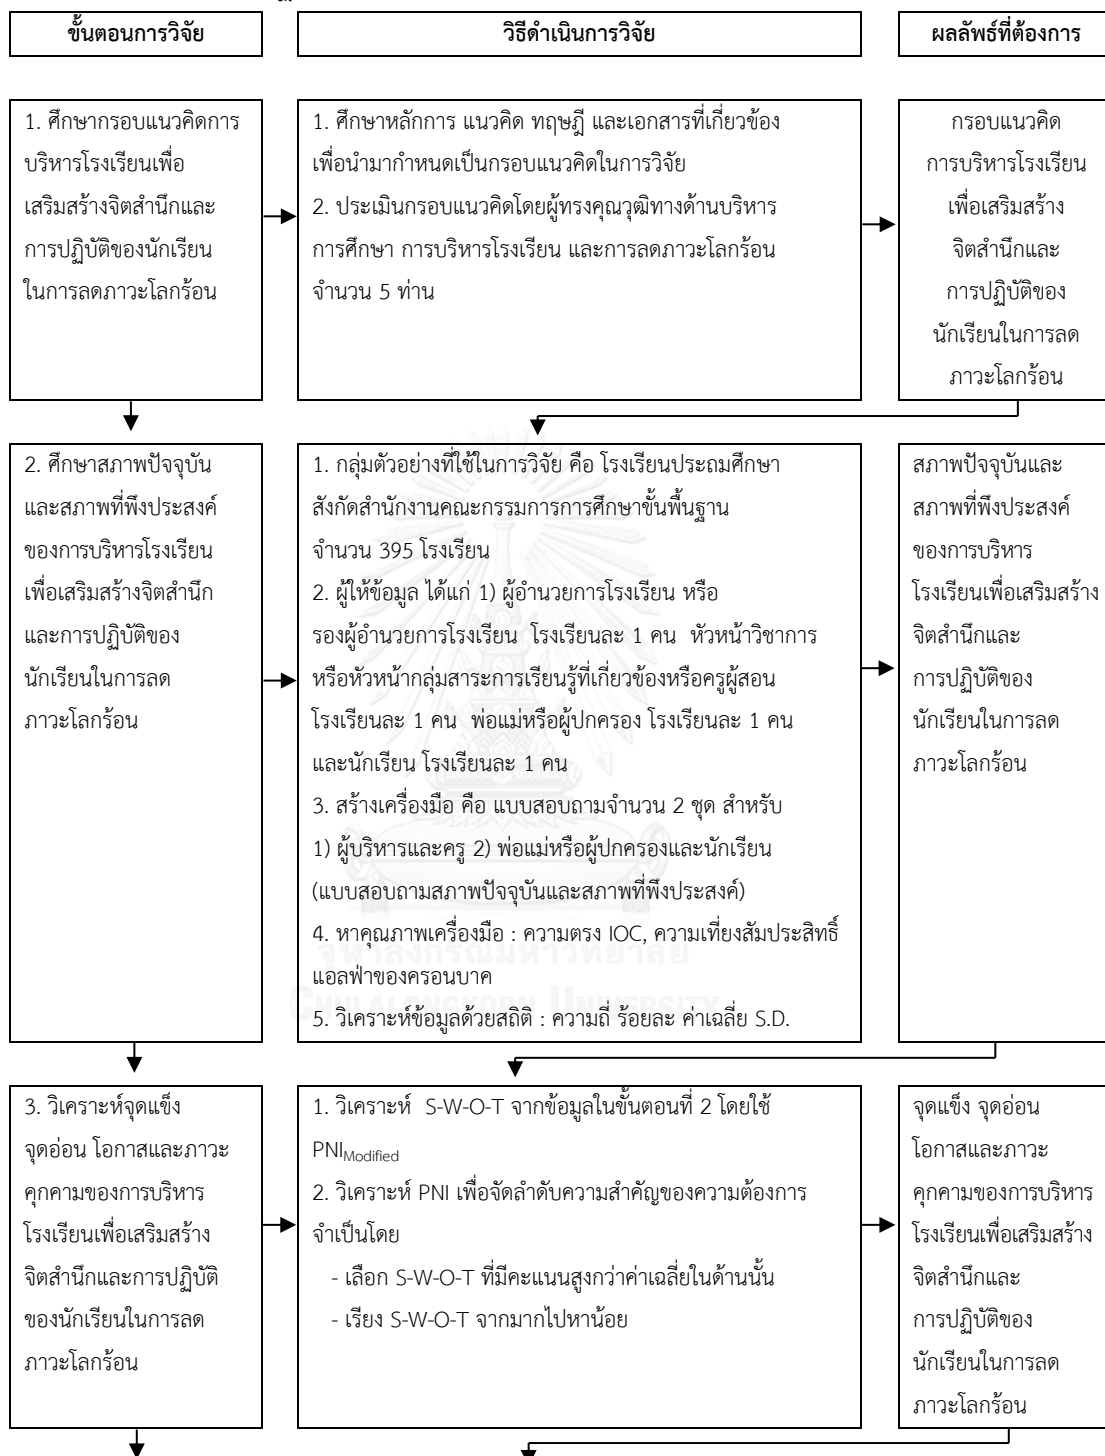 ขั้นตอนการวิจัย
วิธีดำเนินการวิจัย
ผลลัพธ์ที่ต้องการ
1. ศึกษากรอบแนวคิดการ
บริหารโรงเรียนเพื่อ
เสริมสร้างจิตสำนึกและ
การปฏิบัติของนักเรียน
ในการลดภาวะโลกร้อน
1. ศึกษาหลักการ แนวคิด ทฤษฎี และเอกสารที่เกี่ยวข้อง
เพื่อนำมากำหนดเป็นกรอบแนวคิดในการวิจัย
2. ประเมินกรอบแนวคิดโดยผู้ทรงคุณวุฒิทางด้านบริหาร
การศึกษา การบริหารโรงเรียน และการลดภาวะโลกร้อน
จำนวน 5 ท่าน
กรอบแนวคิด
การบริหารโรงเรียน
เพื่อเสริมสร้าง
จิตสำนึกและ
การปฏิบัติของ
นักเรียนในการลด
ภาวะโลกร้อน
2. ศึกษาสภาพปัจจุบัน
และสภาพที่พึงประสงค์
ของการบริหารโรงเรียน
เพื่อเสริมสร้างจิตสำนึก
และการปฏิบัติของ
นักเรียนในการลด
ภาวะโลกร้อน
1. กลุ่มตัวอย่างที่ใช้ในการวิจัย คือ โรงเรียนประถมศึกษา
สังกัดสำนักงานคณะกรรมการการศึกษาขั้นพื้นฐาน
จำนวน 395 โรงเรียน
2. ผู้ให้ข้อมูล ได้แก่ 1) ผู้อำนวยการโรงเรียน หรือ
รองผู้อำนวยการโรงเรียน โรงเรียนละ 1 คน หัวหน้าวิชาการ
หรือหัวหน้ากลุ่มสาระการเรียนรู้ที่เกี่ยวข้องหรือครูผู้สอน
โรงเรียนละ 1 คน พ่อแม่หรือผู้ปกครอง โรงเรียนละ 1 คน
และนักเรียน โรงเรียนละ 1 คน
3. สร้างเครื่องมือ คือ แบบสอบถามจำนวน 2 ชุด สำหรับ
1) ผู้บริหารและครู 2) พ่อแม่หรือผู้ปกครองและนักเรียน
(แบบสอบถามสภาพปัจจุบันและสภาพที่พึงประสงค์)
4. หาคุณภาพเครื่องมือ : ความตรง IOC, ความเที่ยงสัมประสิทธิ์
จุฬาลงกรณ์มหาวิทยาลัย
แอลฟ่าของครอนบาค
CHULALONGKORN UNIVERSITY
5. วิเคราะห์ข้อมูลด้วยสถิติ : ความถี่ ร้อยละ ค่าเฉลี่ย S.D.
สภาพปัจจุบันและ
สภาพที่พึงประสงค์
ของการบริหาร
โรงเรียนเพื่อเสริมสร้าง
จิตสำนึกและ
การปฏิบัติของ
นักเรียนในการลด
ภาวะโลกร้อน
3. วิเคราะห์จุดแข็ง
จุดอ่อน โอกาสและภาวะ
คุกคามของการบริหาร
โรงเรียนเพื่อเสริมสร้าง
จิตสำนึกและการปฏิบัติ
ของนักเรียนในการลด
ภาวะโลกร้อน
1. วิเคราะห์ S-W-O-T จากข้อมูลในขั้นตอนที่ 2 โดยใช้
PNIModified
2. วิเคราะห์ PNI เพื่อจัดลำดับความสำคัญของความต้องการ
จำเป็นโดย
- เลือก S-W-O-T ที่มีคะแนนสูงกว่าค่าเฉลี่ยในด้านนั้น
- เรียง S-W-O-T จากมากไปหาน้อย
จุดแข็ง จุดอ่อน
โอกาสและภาวะ
คุกคามของการบริหาร
โรงเรียนเพื่อเสริมสร้าง
จิตสำนึกและ
การปฏิบัติของ
นักเรียนในการลด
ภาวะโลกร้อน